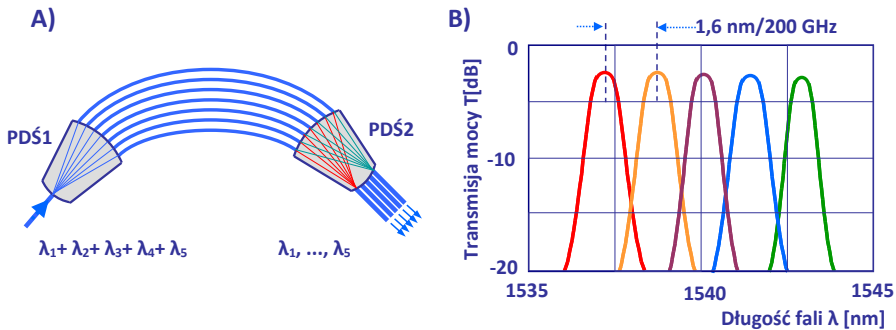 A)
PDŚ1
PDŚ2
λ₁+ λ₂+ λ₃+ λ₄+ λ₅
λ₁, ..., λ₅
B)
1,6 nm/200 GHz
Transmisja mocy T[dB]
0
-10
-20
1535
1540
1545
Długość fali λ [nm]